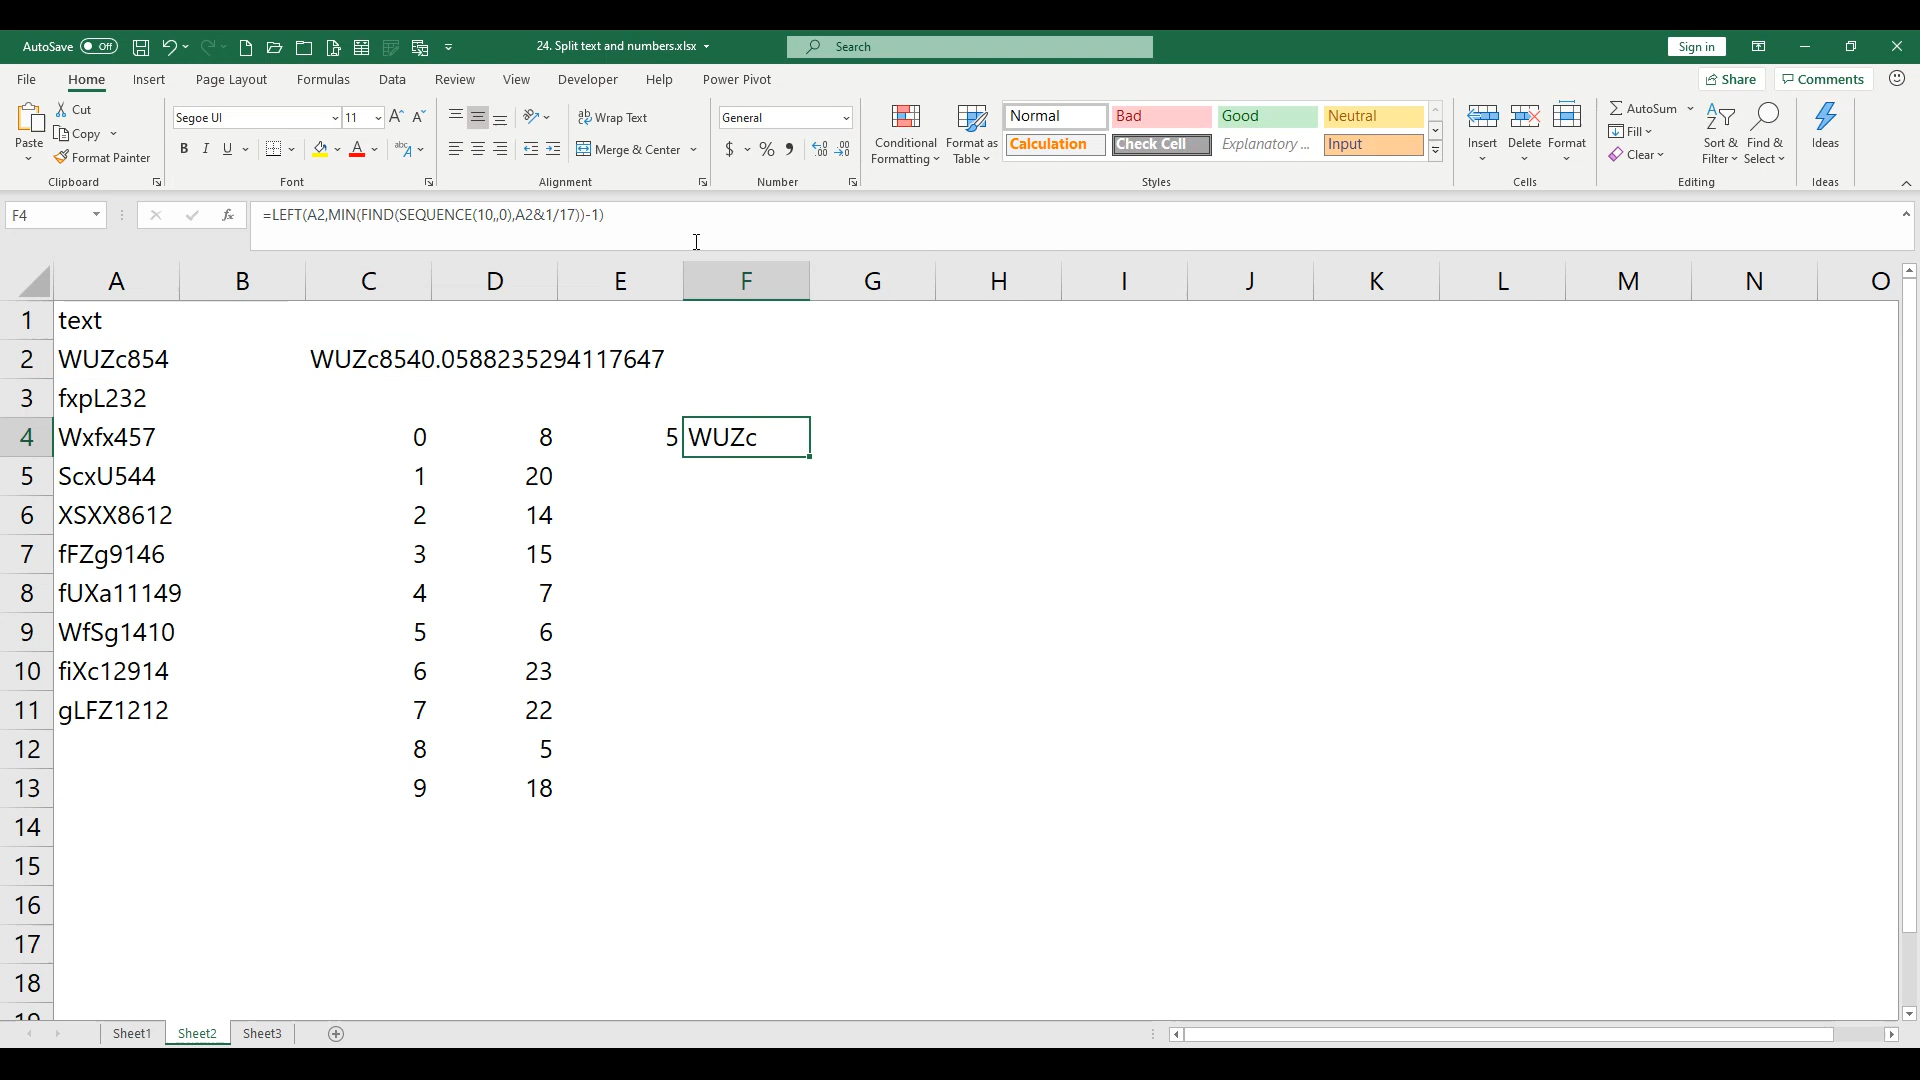 AutoSave Off 24. Split text and numbers.xlsx Search Sign in
File Home Insert Page Layout Formulas Data Review View Developer Help Power Pivot Share Comments
Paste
Cut
Copy
Format Painter
Clipboard
Segoe UI 11
B I U A abc
Font
ab Wrap Text
Merge & Center
Alignment
General
$ % ,
Number
Conditional Formatting
Format as Table
Normal Bad Good Neutral
Calculation Check Cell Explanatory ... Input
Styles
Insert Delete Format
Cells
AutoSum
Fill
Clear
Sort & Filter
Find & Select
Editing
Ideas
Ideas
F4 fx =LEFT(A2,MIN(FIND(SEQUENCE(10,,0),A2&1/17))-1)
A B C D E F G H I J K L M N O
1 text
2 WUZc854 WUZc8540.0588235294117647
3 fxpL232
4 Wxfx457 0 8 5 WUZc
5 ScxU544 1 20
6 XSXX8612 2 14
7 fFZg9146 3 15
8 fUXa11149 4 7
9 WfSg1410 5 6
10 fiXc12914 6 23
11 gLFZ1212 7 22
12 8 5
13 9 18
14
15
16
17
18
19
Sheet1 Sheet2 Sheet3